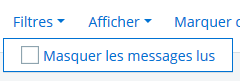 Filtres Afficher Marquer
Masquer les messages lus